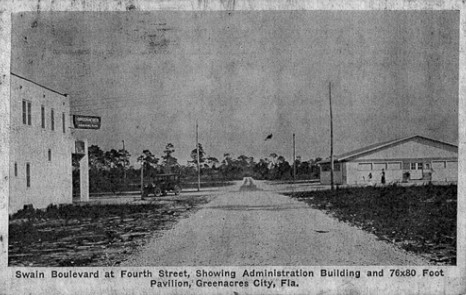 Swain Boulevard at Fourth Street, Showing Administration Building and 76x80 Foot
Pavilion, Greenacres City, Fla.